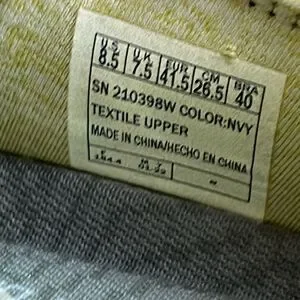 U.S. U.K. EUR CM BRA
8.5 7.5 41.5 26.5 40
SN 210398W COLOR:NVY
TEXTILE UPPER
MADE IN CHINA/HECHO EN CHINA